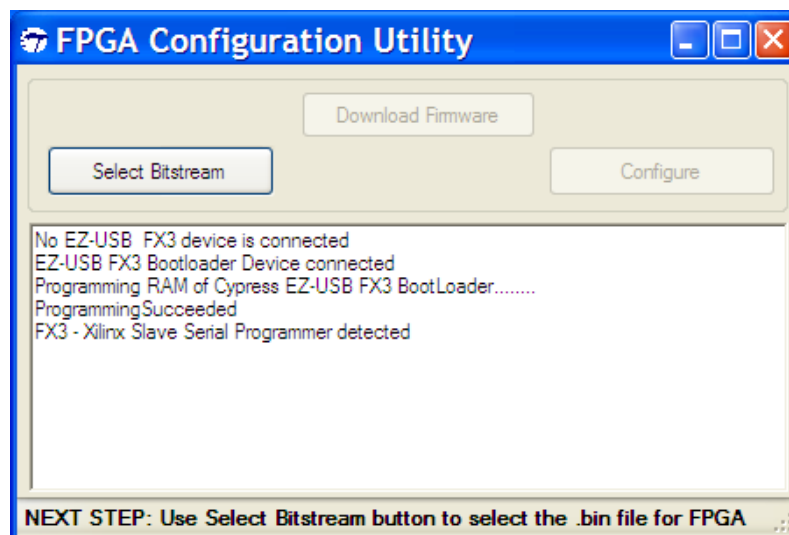 FPGA Configuration Utility
Download Firmware
Select Bitstream
Configure
No EZ-USB  FX3 device is connected
EZ-USB FX3 Bootloader Device connected
Programming RAM of Cypress EZ-USB FX3 BootLoader........
ProgrammingSucceeded
FX3 - Xilinx Slave Serial Programmer detected
NEXT STEP: Use Select Bitstream button to select the .bin file for FPGA